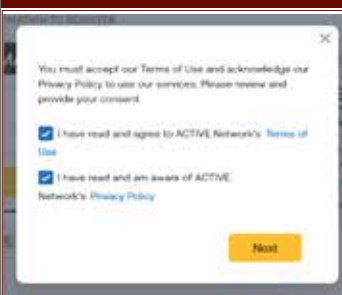 You must accept our Terms of Use and acknowledge our
Privacy Policy to use our services. Please review and
provide your consent.
I have read and agree to ACTIVE Network's Terms of
Use
I have read and am aware of ACTIVE
Network's Privacy Policy
Next